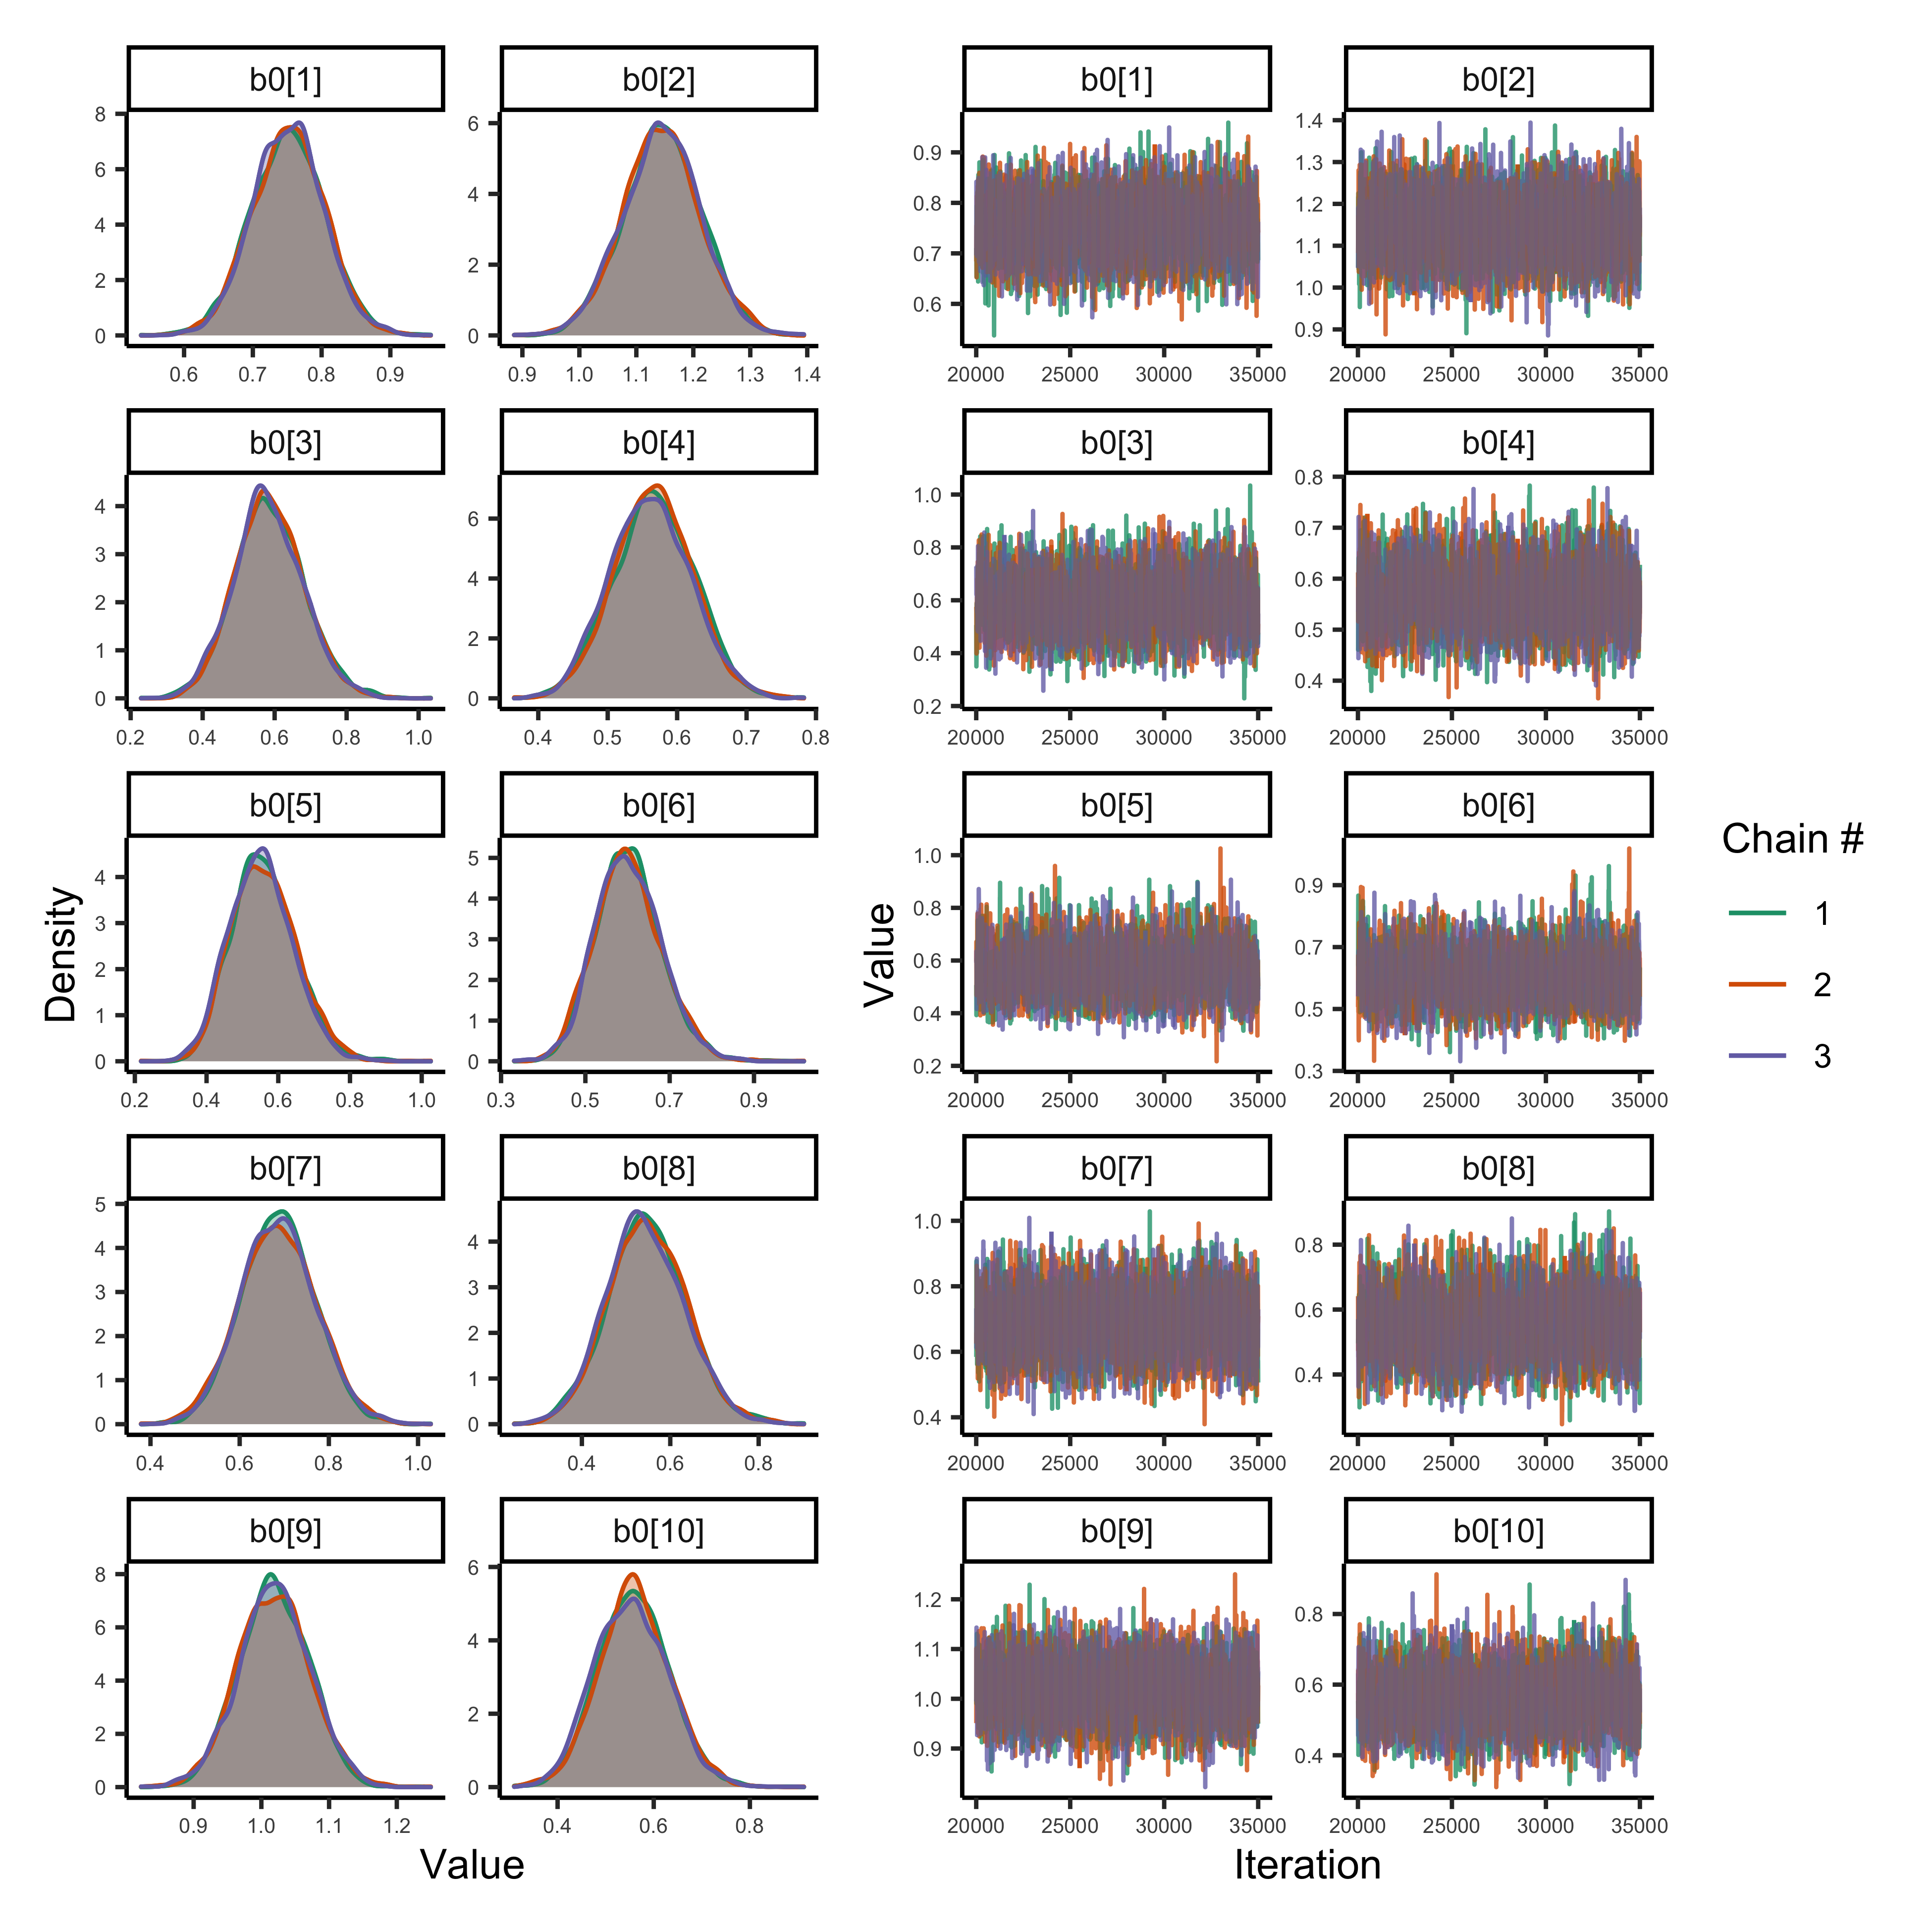 b0[1] b0[2] b0[1] b0[2]
8 6 4 2 0
6 4 2 0
0.9 0.8 0.7 0.6
1.4 1.3 1.2 1.1 1.0 0.9
0.6 0.7 0.8 0.9
0.9 1.0 1.1 1.2 1.3 1.4
20000 25000 30000 35000
20000 25000 30000 35000
b0[3] b0[4] b0[3] b0[4]
4 3 2 1 0
6 4 2 0
1.0 0.8 0.6 0.4 0.2
0.8 0.7 0.6 0.5 0.4
0.2 0.4 0.6 0.8 1.0
0.4 0.5 0.6 0.7 0.8
20000 25000 30000 35000
20000 25000 30000 35000
b0[5] b0[6] b0[5] b0[6]
4 3 2 1 0
5 4 3 2 1 0
1.0 0.8 0.6 0.4 0.2
0.9 0.7 0.5 0.3
0.2 0.4 0.6 0.8 1.0
0.3 0.5 0.7 0.9
20000 25000 30000 35000
20000 25000 30000 35000
b0[7] b0[8] b0[7] b0[8]
5 4 3 2 1 0
4 3 2 1 0
1.0 0.8 0.6 0.4
0.8 0.6 0.4
0.4 0.6 0.8 1.0
0.4 0.6 0.8
20000 25000 30000 35000
20000 25000 30000 35000
b0[9] b0[10] b0[9] b0[10]
8 6 4 2 0
6 4 2 0
1.2 1.1 1.0 0.9
0.8 0.6 0.4
0.9 1.0 1.1 1.2
0.4 0.6 0.8
20000 25000 30000 35000
20000 25000 30000 35000
Density
Value
Value
Iteration
Chain #
1
2
3